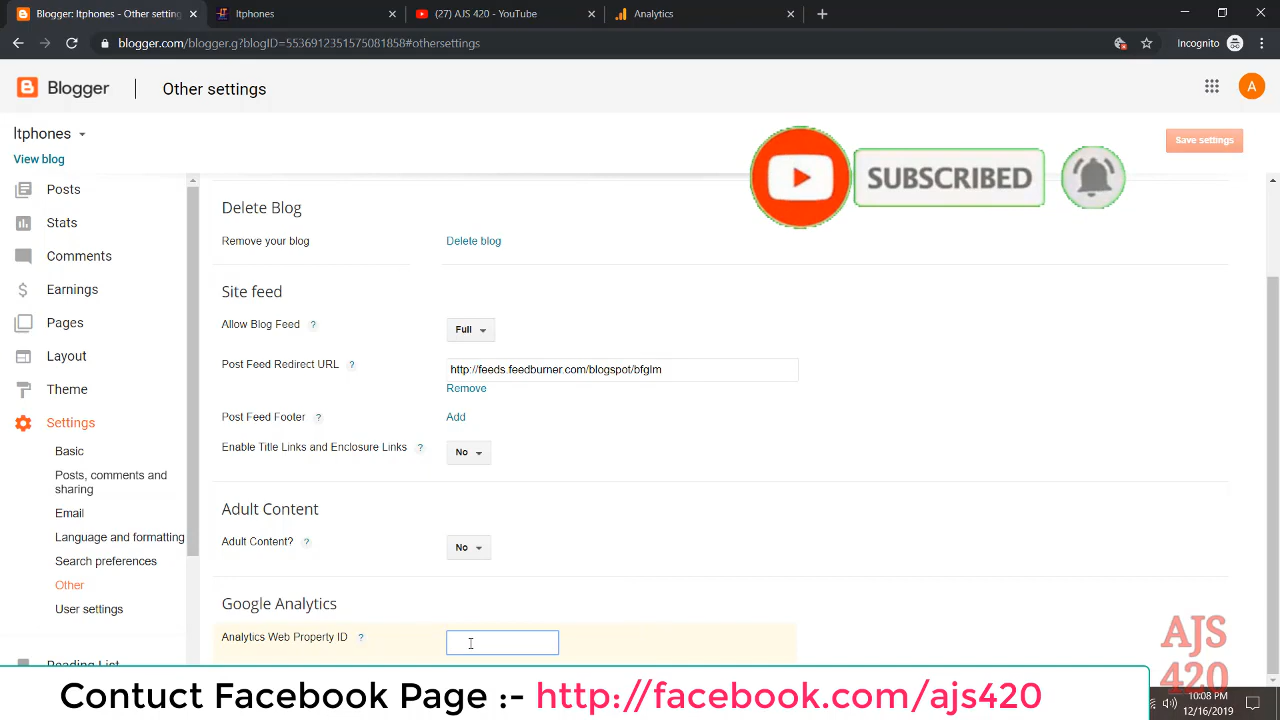 Blogger: Itphones - Other setting
Itphones
(27) AJS 420 - YouTube
Analytics
blogger.com/blogger.g?blogID=5536912351575081858#othersettings
Incognito
Blogger
Other settings
A
Itphones
View blog
Save settings
SUBSCRIBED
Posts
Stats
Comments
Earnings
Pages
Layout
Theme
Settings
Basic
Posts, comments and
sharing
Email
Language and formatting
Search preferences
Other
User settings
Reading List
Delete Blog
Remove your blog
Delete blog
Site feed
Allow Blog Feed ?
Full
Post Feed Redirect URL ?
http://feeds.feedburner.com/blogspot/bfglm
Remove
Post Feed Footer ?
Add
Enable Title Links and Enclosure Links ?
No
Adult Content
Adult Content? ?
No
Google Analytics
Analytics Web Property ID ?
AJS
420
Contuct Facebook Page :- http://facebook.com/ajs420
10:08 PM
12/16/2019